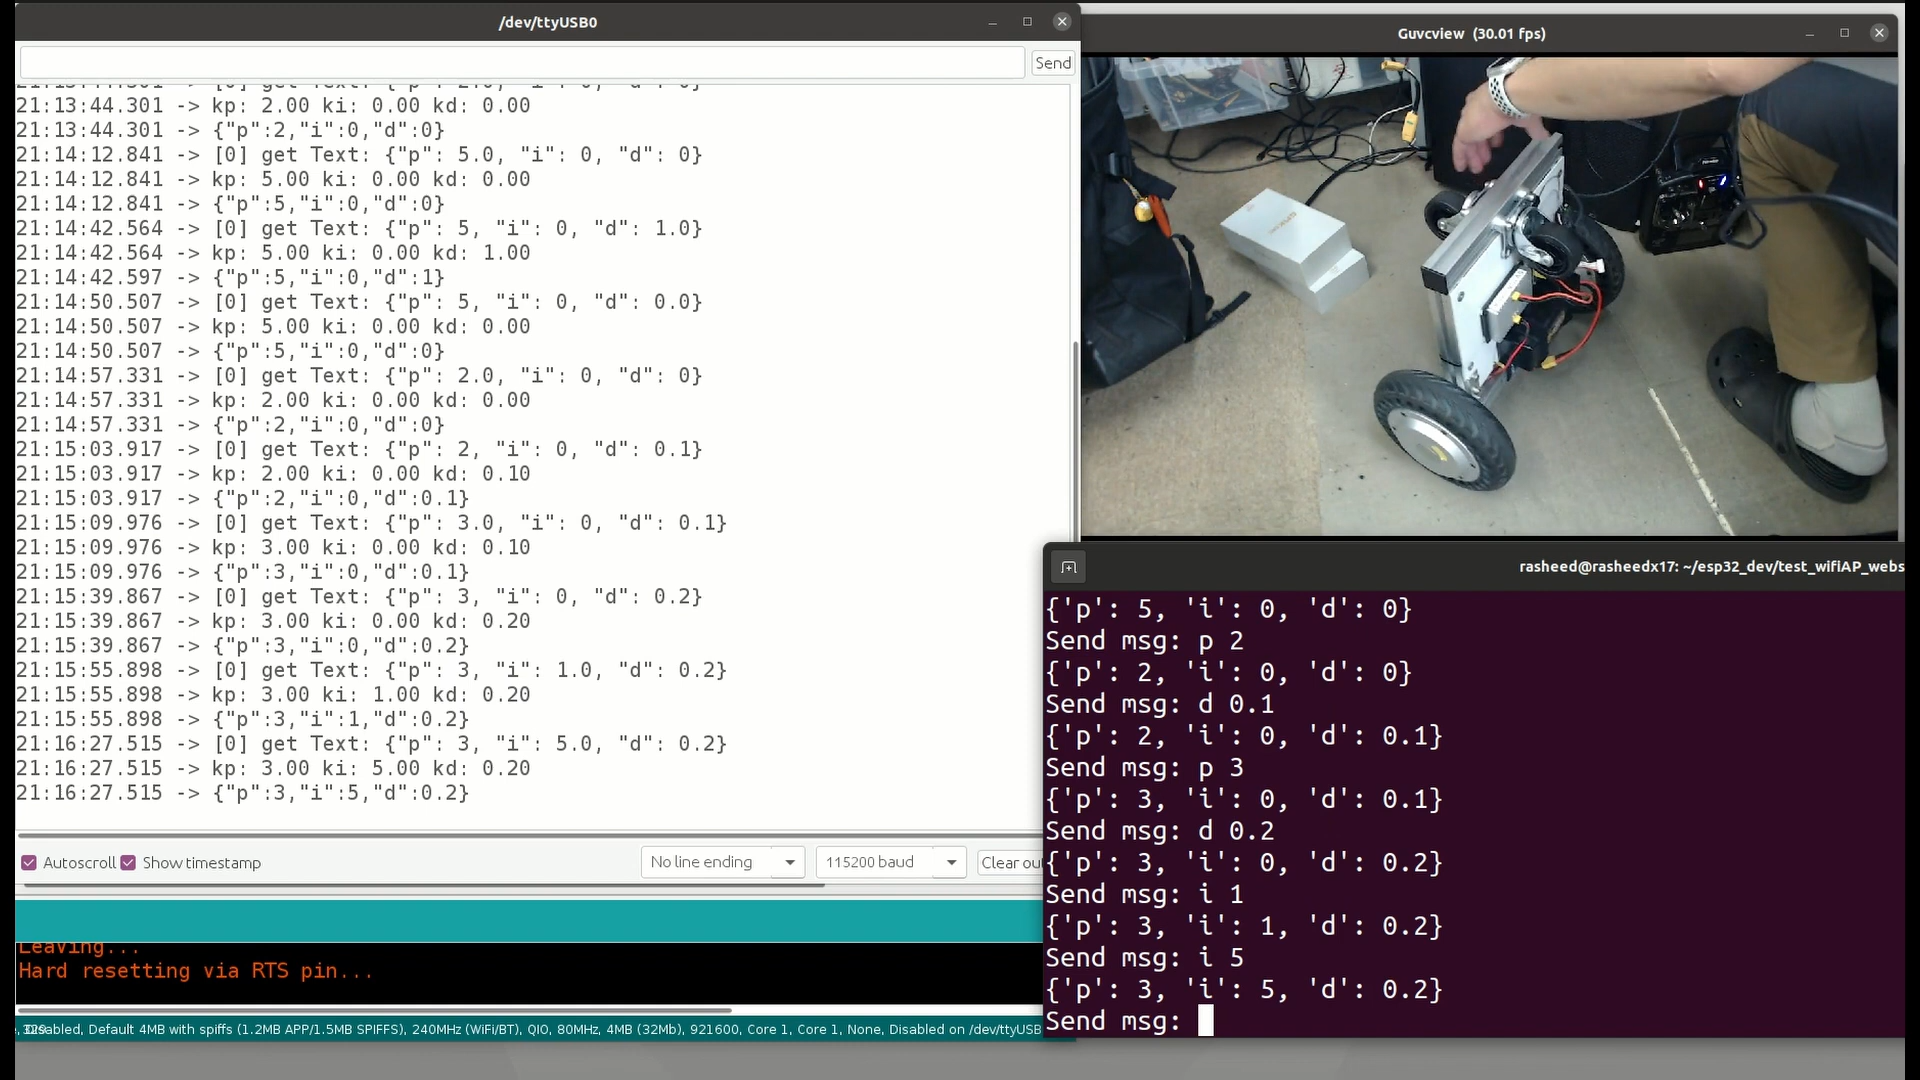 /dev/ttyUSB0
Send
21:13:44.301 -> [0] get Text: {"p": 2.0, "i": 0, "d": 0}
21:13:44.301 -> kp: 2.00 ki: 0.00 kd: 0.00
21:13:44.301 -> {"p":2,"i":0,"d":0}
21:14:12.841 -> [0] get Text: {"p": 5.0, "i": 0, "d": 0}
21:14:12.841 -> kp: 5.00 ki: 0.00 kd: 0.00
21:14:12.841 -> {"p":5,"i":0,"d":0}
21:14:42.564 -> [0] get Text: {"p": 5, "i": 0, "d": 1.0}
21:14:42.564 -> kp: 5.00 ki: 0.00 kd: 1.00
21:14:42.597 -> {"p":5,"i":0,"d":1}
21:14:50.507 -> [0] get Text: {"p": 5, "i": 0, "d": 0.0}
21:14:50.507 -> kp: 5.00 ki: 0.00 kd: 0.00
21:14:50.507 -> {"p":5,"i":0,"d":0}
21:14:57.331 -> [0] get Text: {"p": 2.0, "i": 0, "d": 0}
21:14:57.331 -> kp: 2.00 ki: 0.00 kd: 0.00
21:14:57.331 -> {"p":2,"i":0,"d":0}
21:15:03.917 -> [0] get Text: {"p": 2, "i": 0, "d": 0.1}
21:15:03.917 -> kp: 2.00 ki: 0.00 kd: 0.10
21:15:03.917 -> {"p":2,"i":0,"d":0.1}
21:15:09.976 -> [0] get Text: {"p": 3.0, "i": 0, "d": 0.1}
21:15:09.976 -> kp: 3.00 ki: 0.00 kd: 0.10
21:15:09.976 -> {"p":3,"i":0,"d":0.1}
21:15:39.867 -> [0] get Text: {"p": 3, "i": 0, "d": 0.2}
21:15:39.867 -> kp: 3.00 ki: 0.00 kd: 0.20
21:15:39.867 -> {"p":3,"i":0,"d":0.2}
21:15:55.898 -> [0] get Text: {"p": 3, "i": 1.0, "d": 0.2}
21:15:55.898 -> kp: 3.00 ki: 1.00 kd: 0.20
21:15:55.898 -> {"p":3,"i":1,"d":0.2}
21:16:27.515 -> [0] get Text: {"p": 3, "i": 5.0, "d": 0.2}
21:16:27.515 -> kp: 3.00 ki: 5.00 kd: 0.20
21:16:27.515 -> {"p":3,"i":5,"d":0.2}
Autoscroll Show timestamp No line ending 115200 baud Clear ou
Leaving...
Hard resetting via RTS pin...
Disabled, Default 4MB with spiffs (1.2MB APP/1.5MB SPIFFS), 240MHz (WiFi/BT), QIO, 80MHz, 4MB (32Mb), 921600, Core 1, Core 1, None, Disabled on /dev/ttyUSB
Guvcview (30.01 fps)
rasheed@rasheedx17: ~/esp32_dev/test_wifiAP_webs
{'p': 5, 'i': 0, 'd': 0}
Send msg: p 2
{'p': 2, 'i': 0, 'd': 0}
Send msg: d 0.1
{'p': 2, 'i': 0, 'd': 0.1}
Send msg: p 3
{'p': 3, 'i': 0, 'd': 0.1}
Send msg: d 0.2
{'p': 3, 'i': 0, 'd': 0.2}
Send msg: i 1
{'p': 3, 'i': 1, 'd': 0.2}
Send msg: i 5
{'p': 3, 'i': 5, 'd': 0.2}
Send msg: